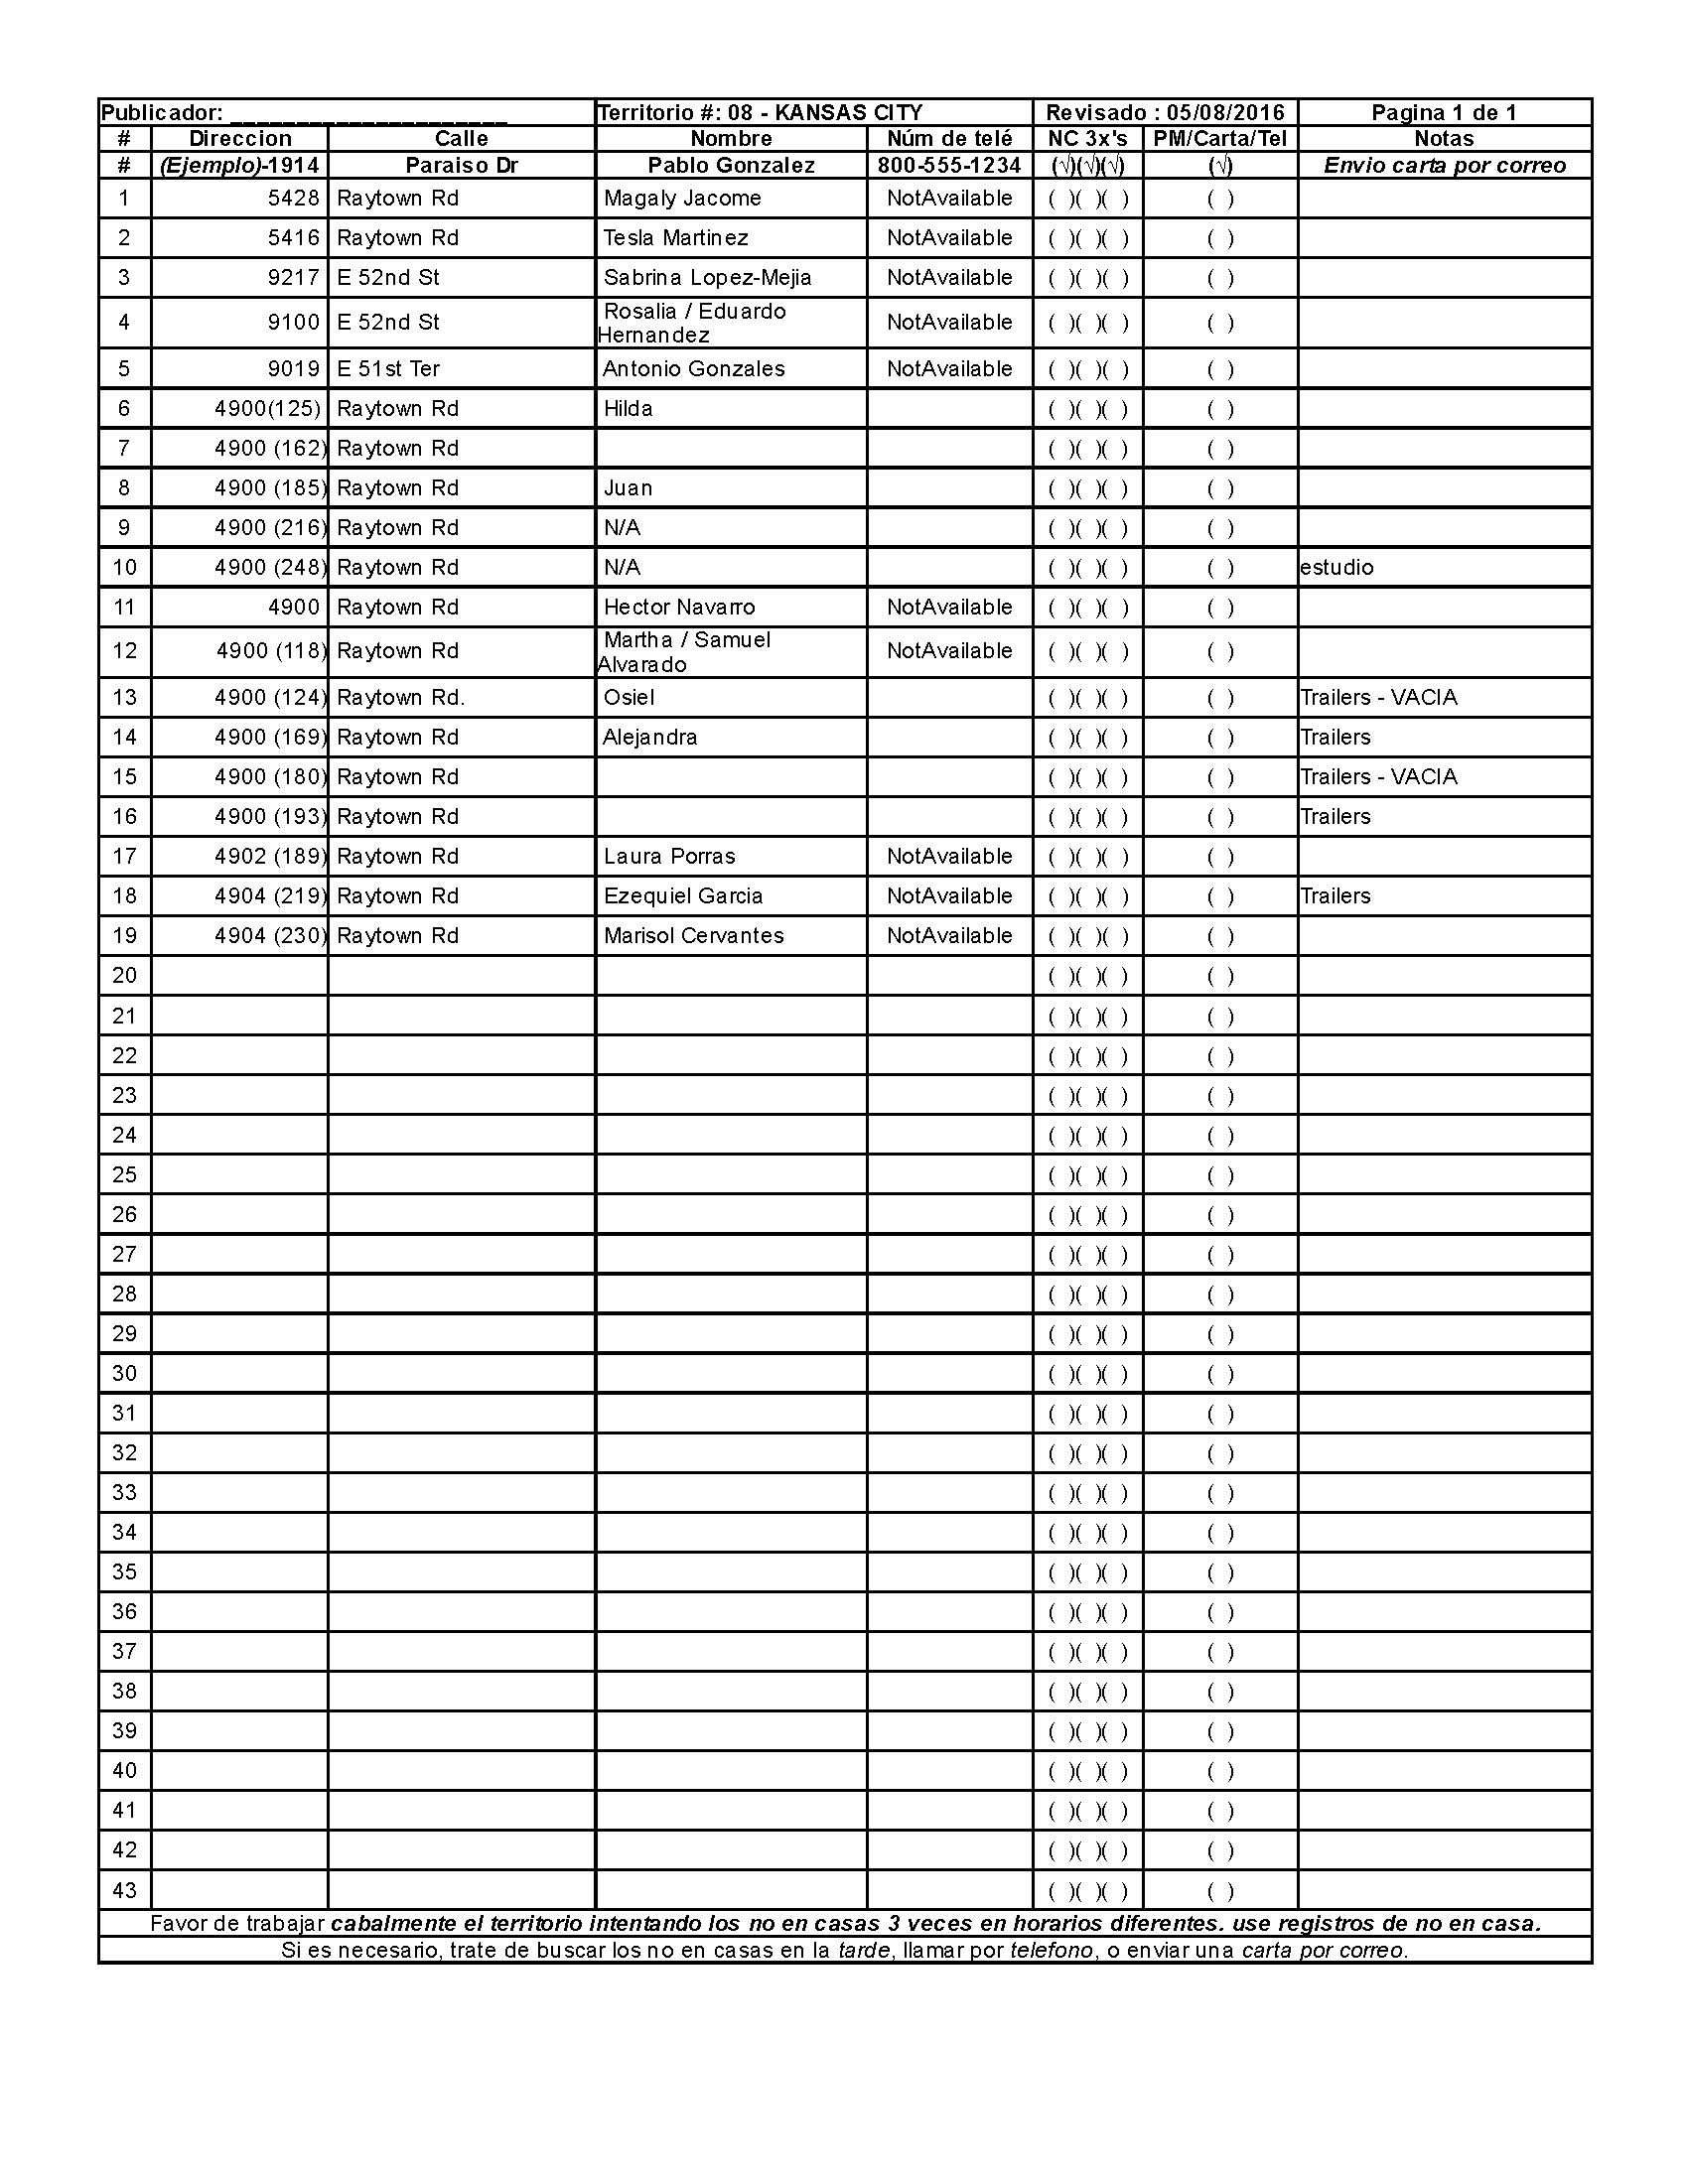 Publicador: _____________________ Territorio #: 08 - KANSAS CITY Revisado : 05/08/2016 Pagina 1 de 1
# Direccion Calle Nombre Núm de telé NC 3x's PM/Carta/Tel Notas
# (Ejemplo)-1914 Paraiso Dr Pablo Gonzalez 800-555-1234 (√)(√)(√) (√) Envio carta por correo
1 5428 Raytown Rd Magaly Jacome NotAvailable ( )( )( ) ( )
2 5416 Raytown Rd Tesla Martinez NotAvailable ( )( )( ) ( )
3 9217 E 52nd St Sabrina Lopez-Mejia NotAvailable ( )( )( ) ( )
4 9100 E 52nd St Rosalia / Eduardo
Hernandez NotAvailable ( )( )( ) ( )
5 9019 E 51st Ter Antonio Gonzales NotAvailable ( )( )( ) ( )
6 4900(125) Raytown Rd Hilda ( )( )( ) ( )
7 4900 (162) Raytown Rd ( )( )( ) ( )
8 4900 (185) Raytown Rd Juan ( )( )( ) ( )
9 4900 (216) Raytown Rd N/A ( )( )( ) ( )
10 4900 (248) Raytown Rd N/A ( )( )( ) ( ) estudio
11 4900 Raytown Rd Hector Navarro NotAvailable ( )( )( ) ( )
12 4900 (118) Raytown Rd Martha / Samuel
Alvarado NotAvailable ( )( )( ) ( )
13 4900 (124) Raytown Rd. Osiel ( )( )( ) ( ) Trailers - VACIA
14 4900 (169) Raytown Rd Alejandra ( )( )( ) ( ) Trailers
15 4900 (180) Raytown Rd ( )( )( ) ( ) Trailers - VACIA
16 4900 (193) Raytown Rd ( )( )( ) ( ) Trailers
17 4902 (189) Raytown Rd Laura Porras NotAvailable ( )( )( ) ( )
18 4904 (219) Raytown Rd Ezequiel Garcia NotAvailable ( )( )( ) ( ) Trailers
19 4904 (230) Raytown Rd Marisol Cervantes NotAvailable ( )( )( ) ( )
20 ( )( )( ) ( )
21 ( )( )( ) ( )
22 ( )( )( ) ( )
23 ( )( )( ) ( )
24 ( )( )( ) ( )
25 ( )( )( ) ( )
26 ( )( )( ) ( )
27 ( )( )( ) ( )
28 ( )( )( ) ( )
29 ( )( )( ) ( )
30 ( )( )( ) ( )
31 ( )( )( ) ( )
32 ( )( )( ) ( )
33 ( )( )( ) ( )
34 ( )( )( ) ( )
35 ( )( )( ) ( )
36 ( )( )( ) ( )
37 ( )( )( ) ( )
38 ( )( )( ) ( )
39 ( )( )( ) ( )
40 ( )( )( ) ( )
41 ( )( )( ) ( )
42 ( )( )( ) ( )
43 ( )( )( ) ( )
Favor de trabajar cabalmente el territorio intentando los no en casas 3 veces en horarios diferentes. use registros de no en casa.
Si es necesario, trate de buscar los no en casas en la tarde, llamar por telefono, o enviar una carta por correo.